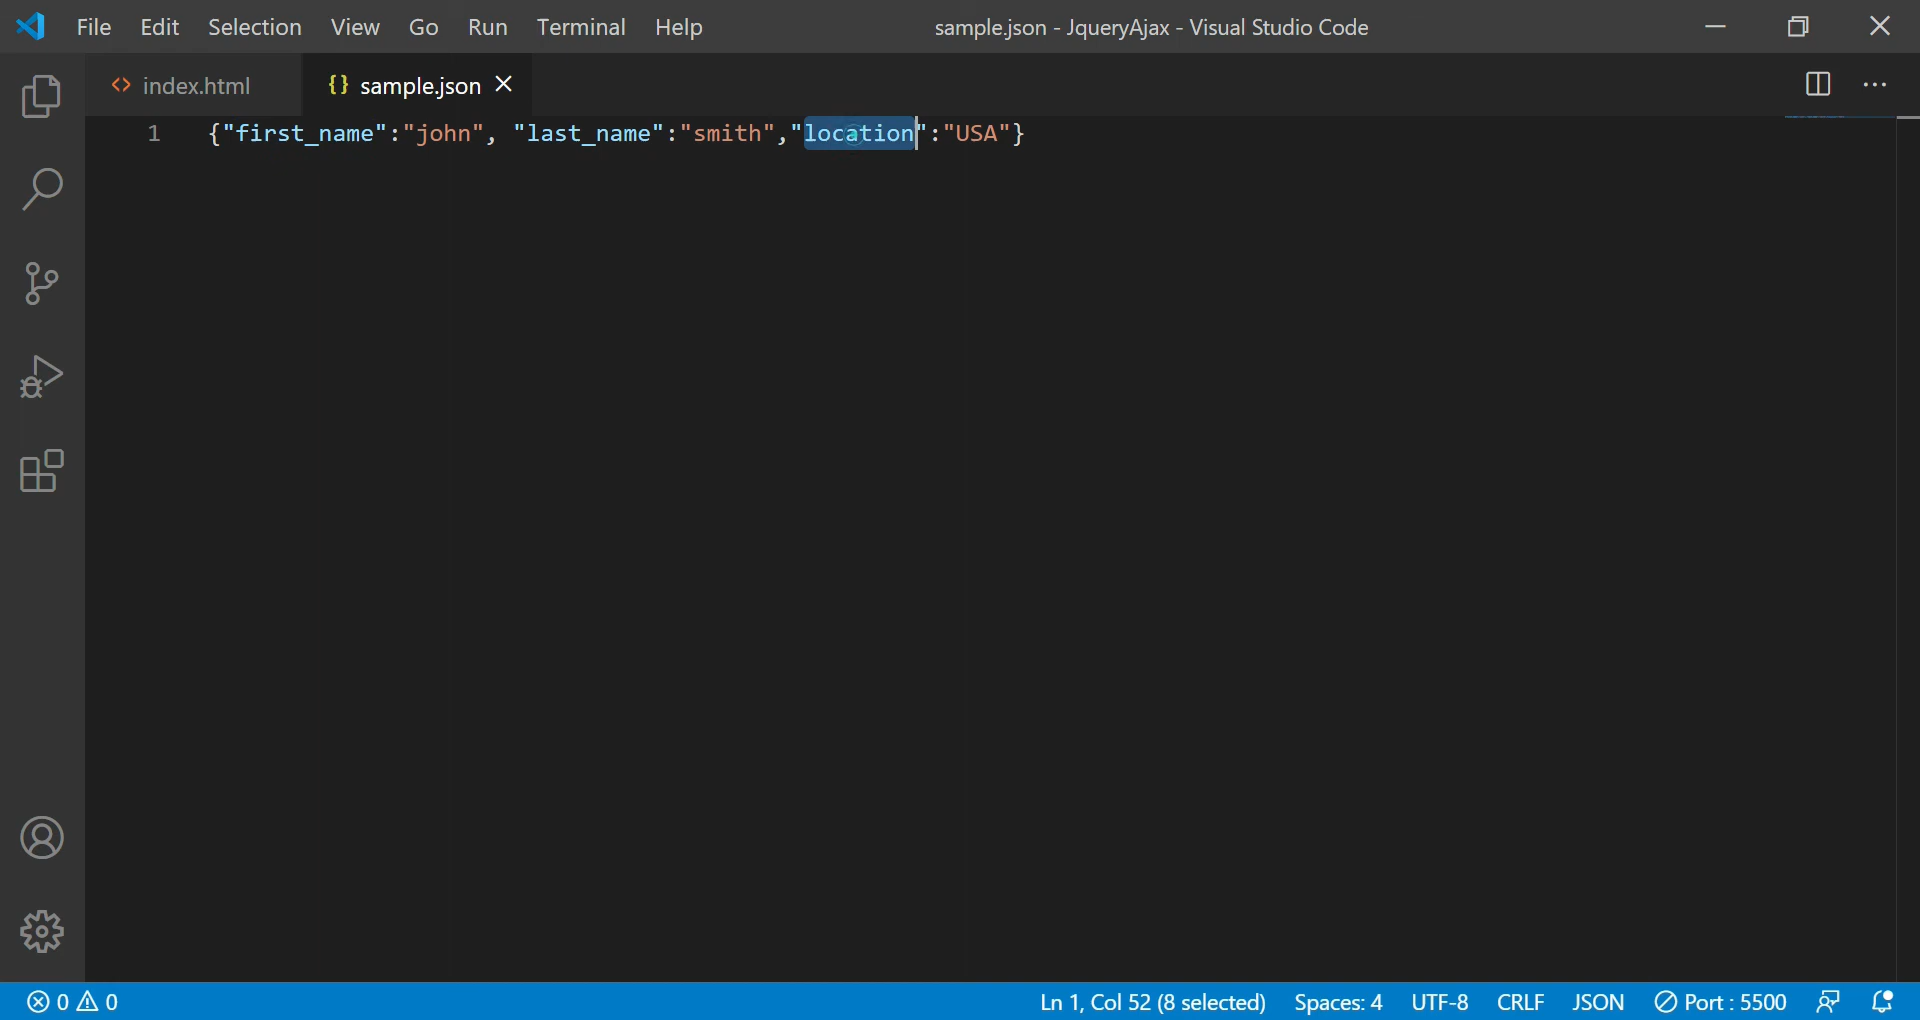 File Edit Selection View Go Run Terminal Help sample.json - JqueryAjax - Visual Studio Code
index.html {} sample.json
1 {"first_name":"john", "last_name":"smith","location":"USA"}
0 0 Ln 1, Col 52 (8 selected) Spaces: 4 UTF-8 CRLF JSON Port : 5500